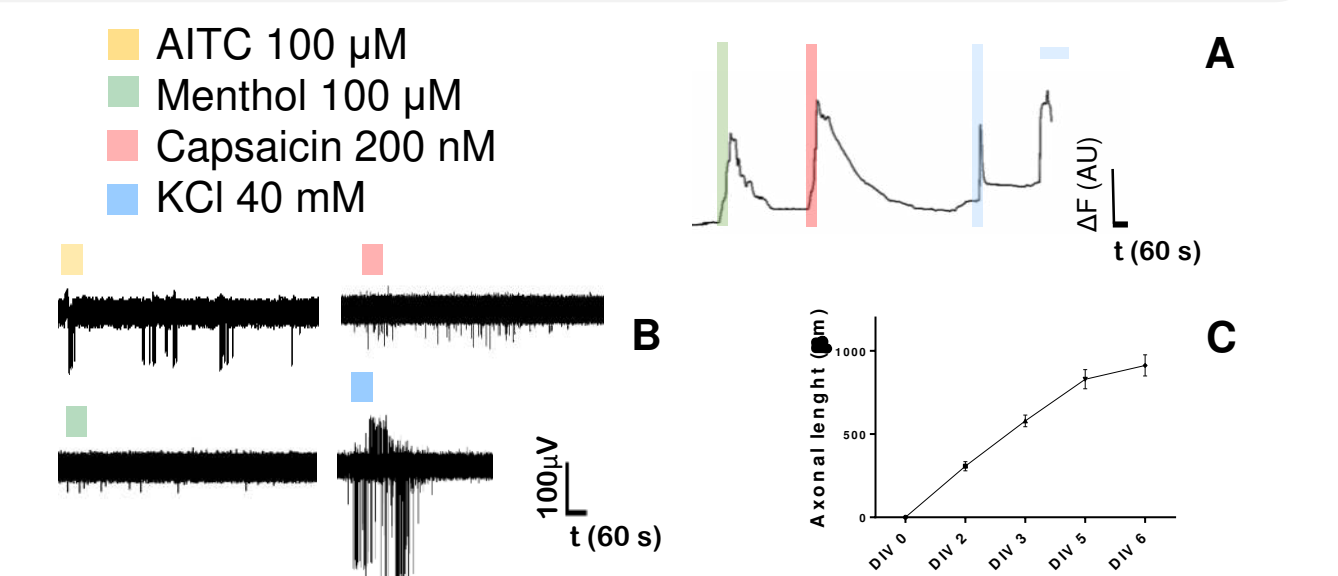 AITC 100 µM
Menthol 100 µM
Capsaicin 200 nM
KCl 40 mM
A
ΔF (AU)
t (60 s)
B
100µV
t (60 s)
C
Axonal lenght ( m)
1000
500
0
DIV 0
DIV 2
DIV 3
DIV 5
DIV 6